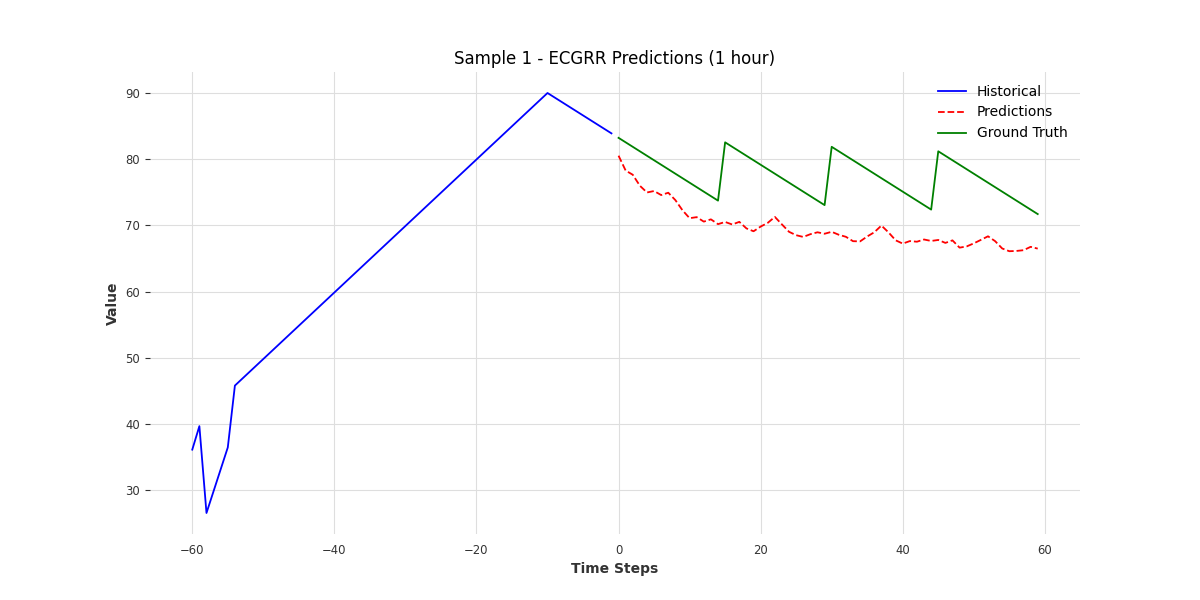 Sample 1 - ECGRR Predictions (1 hour)
Historical
Predictions
Ground Truth
Value
90
80
70
60
50
40
30
−60
−40
−20
0
20
40
60
Time Steps